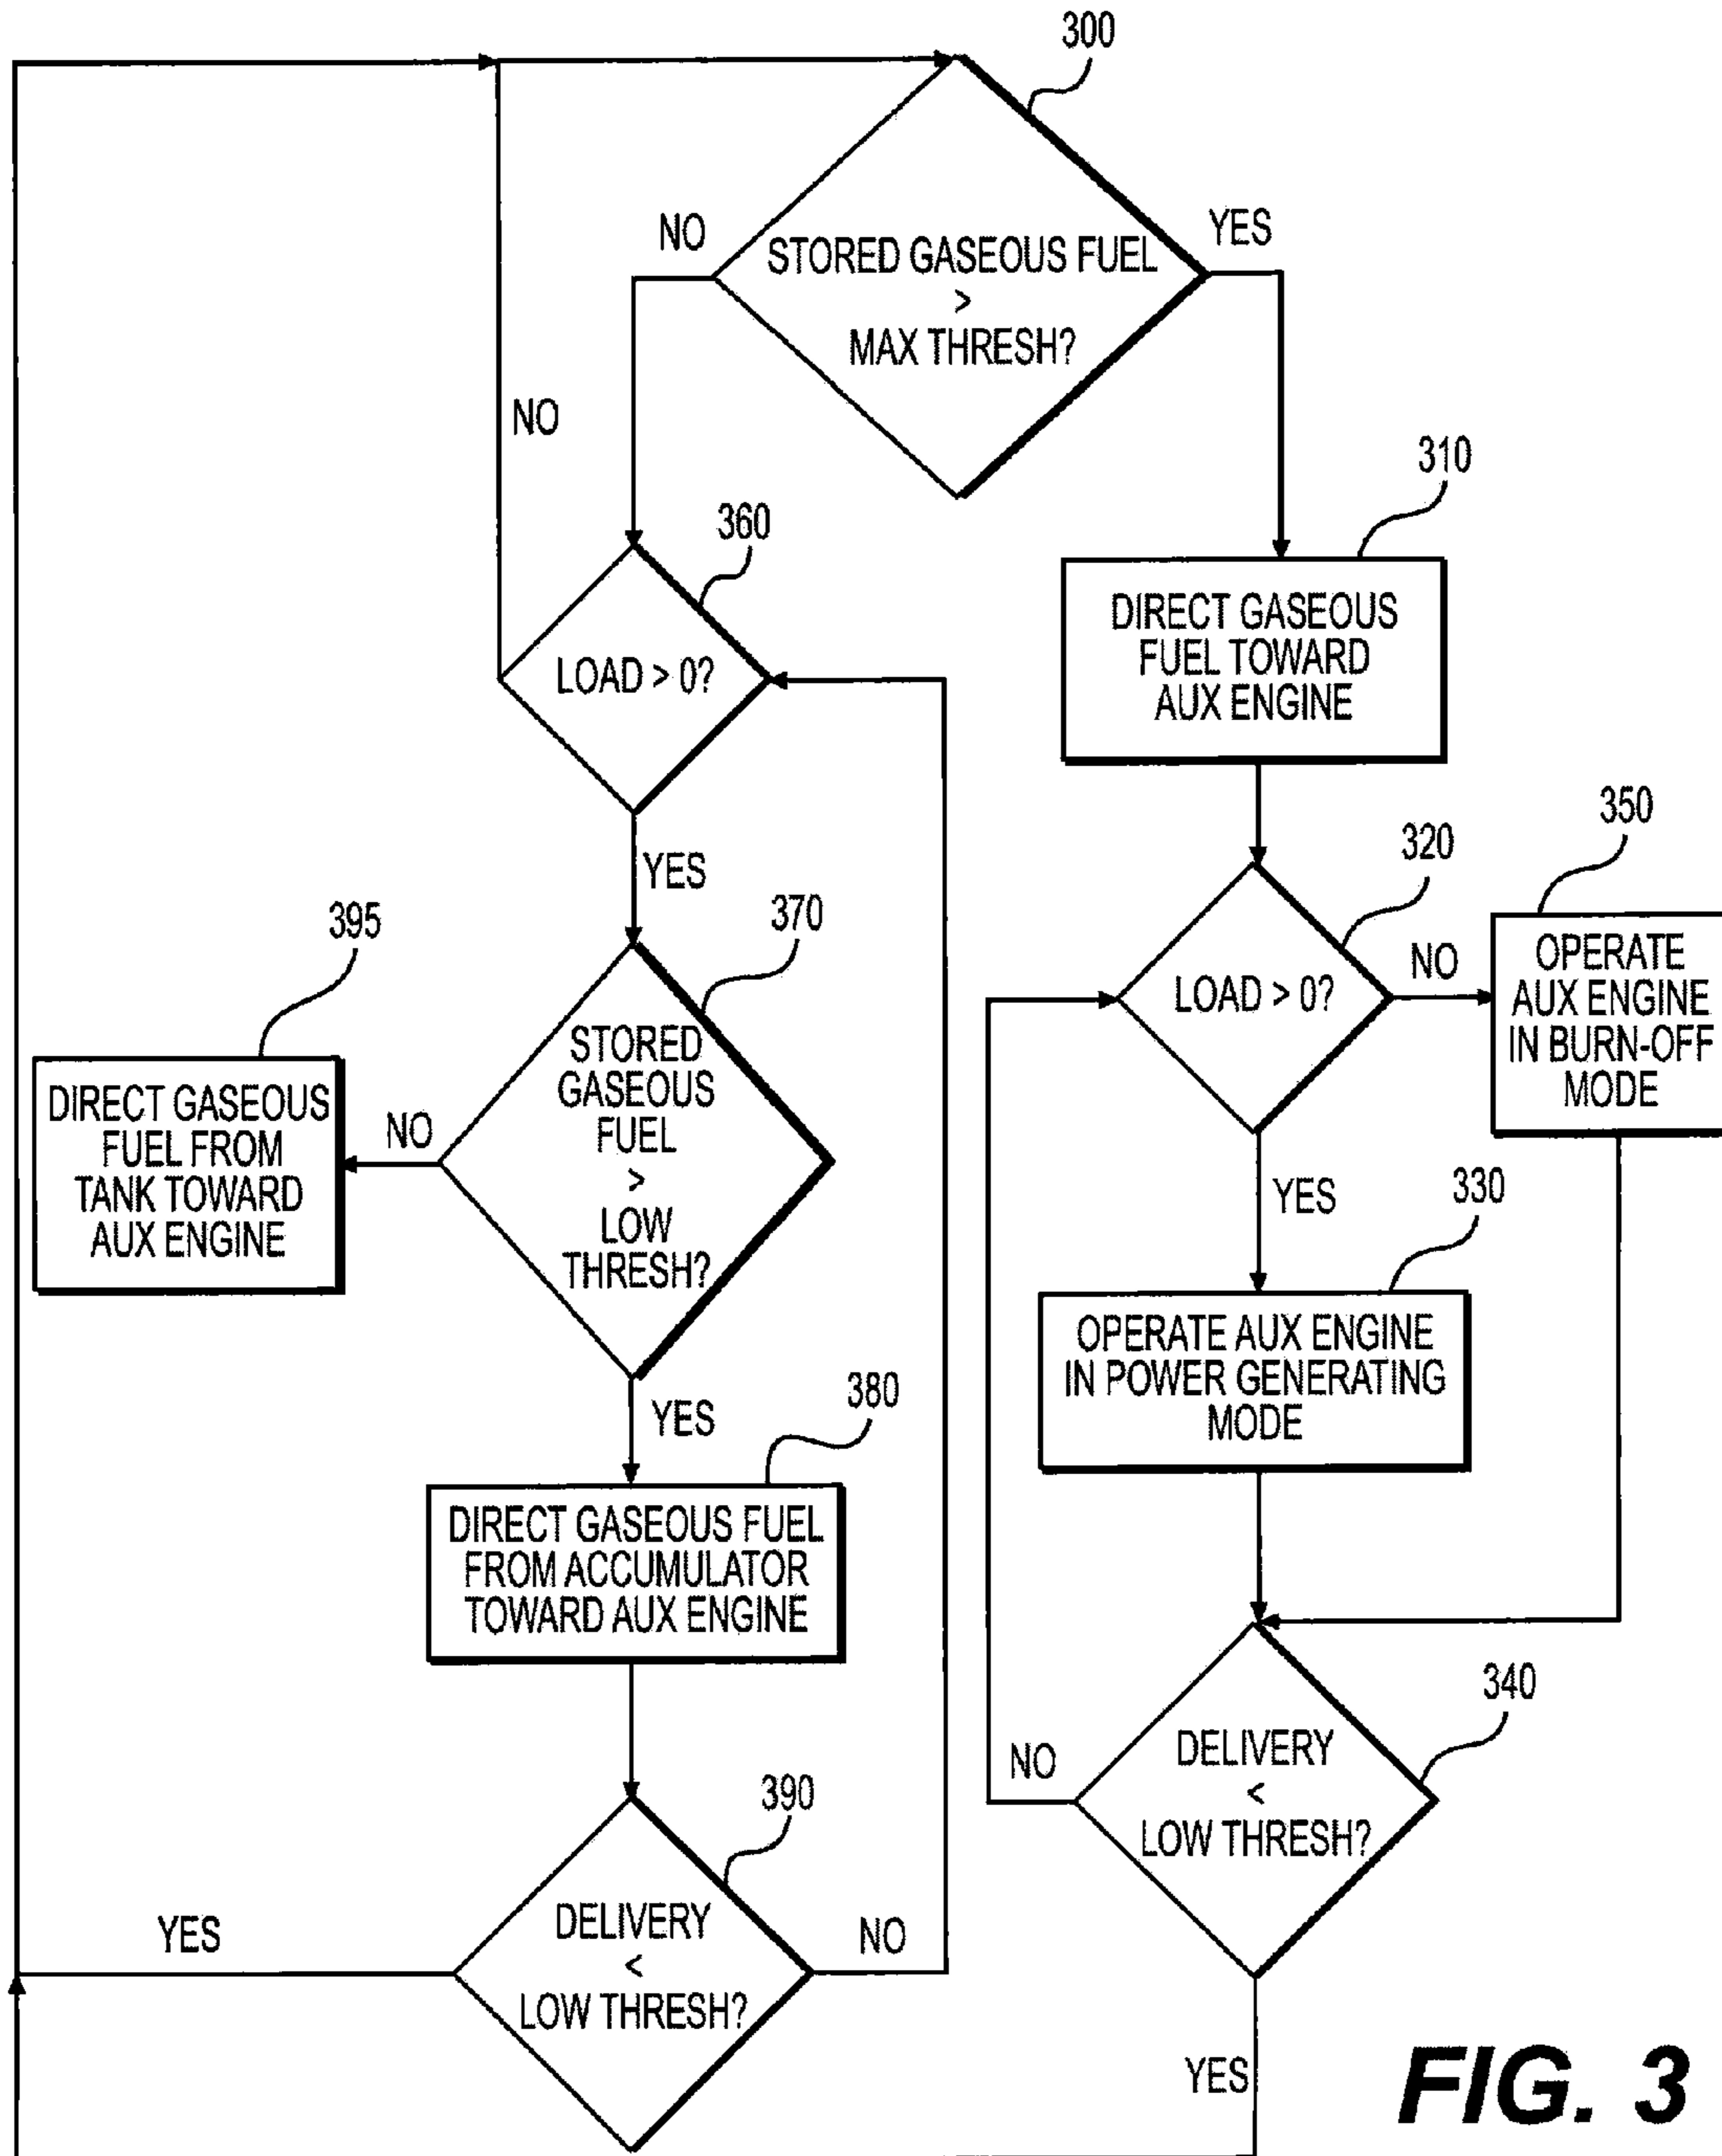 300
NO
YES
STORED GASEOUS FUEL
>
MAX THRESH?
NO
310
360
DIRECT GASEOUS
FUEL TOWARD
AUX ENGINE
LOAD > 0?
YES
320
350
395
370
LOAD > 0?
NO
OPERATE
AUX ENGINE
IN BURN-OFF
MODE
STORED
GASEOUS
FUEL
>
LOW
THRESH?
DIRECT GASEOUS
FUEL FROM
TANK TOWARD
AUX ENGINE
NO
YES
330
OPERATE AUX ENGINE
IN POWER GENERATING
MODE
YES
380
DIRECT GASEOUS FUEL
FROM ACCUMULATOR
TOWARD AUX ENGINE
340
DELIVERY
<
LOW THRESH?
NO
390
YES
DELIVERY
<
LOW THRESH?
NO
YES
FIG. 3